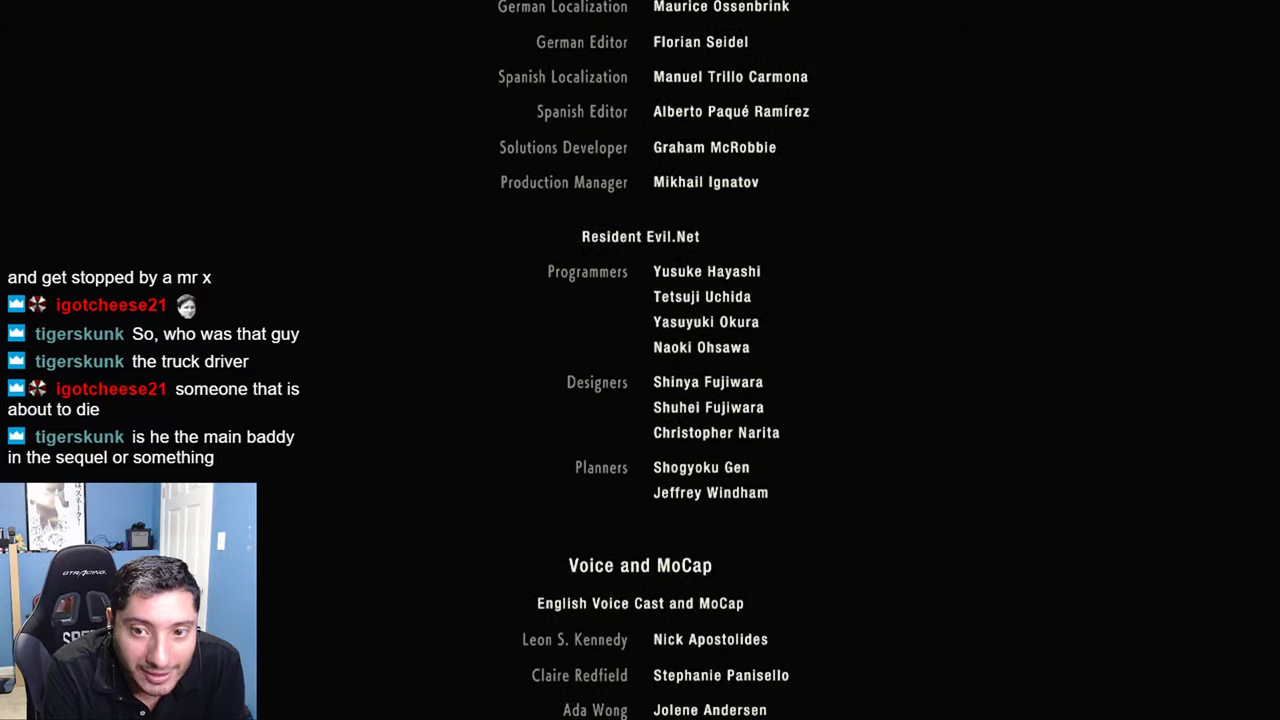 German Localization Maurice Ossenbrink
German Editor Florian Seidel
Spanish Localization Manuel Trillo Carmona
Spanish Editor Alberto Paqué Ramírez
Solutions Developer Graham McRobbie
Production Manager Mikhail Ignatov
Resident Evil.Net
Programmers Yusuke Hayashi
Tetsuji Uchida
Yasuyuki Okura
Naoki Ohsawa
Designers Shinya Fujiwara
Shuhei Fujiwara
Christopher Narita
Planners Shogyoku Gen
Jeffrey Windham
Voice and MoCap
English Voice Cast and MoCap
Leon S. Kennedy Nick Apostolides
Claire Redfield Stephanie Panisello
Ada Wong Jolene Andersen
and get stopped by a mr x
igotcheese21
tigerskunk So, who was that guy
tigerskunk the truck driver
igotcheese21 someone that is
about to die
tigerskunk is he the main baddy
in the sequel or something
GTRACING